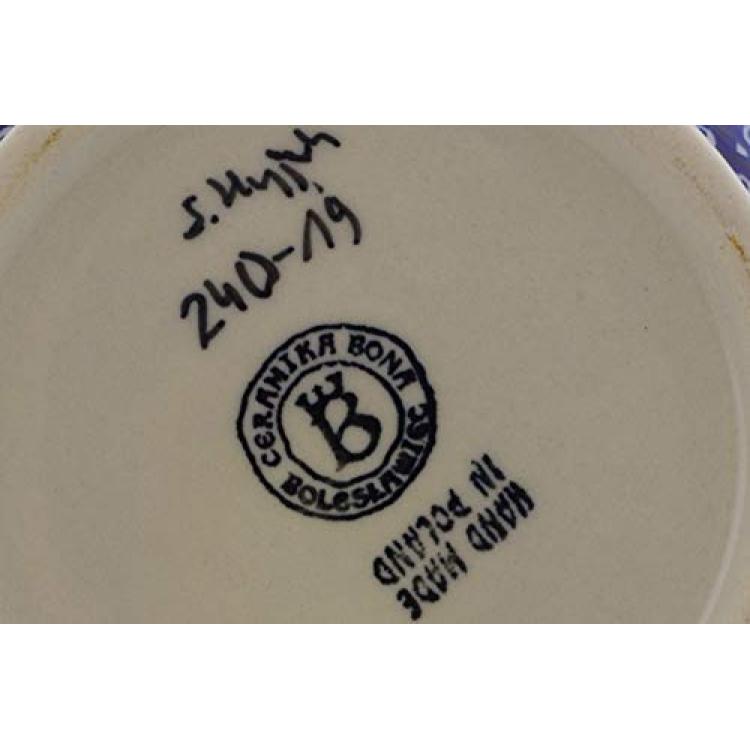 S.
240-19
CERAMIKA BONA
BOLESŁAWIEC
B
HAND MADE
IN POLAND